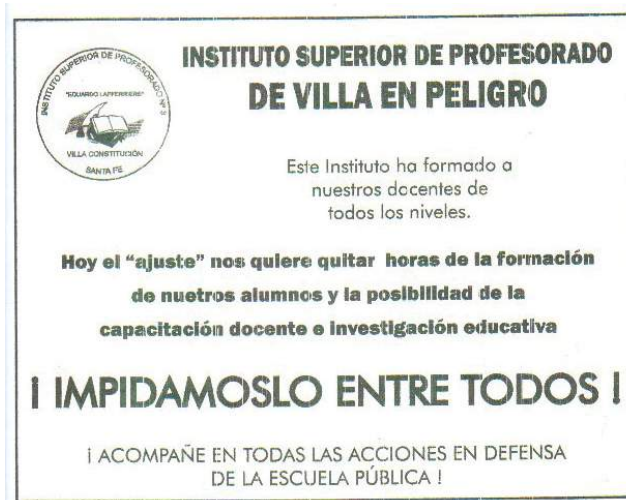 INSTITUTO SUPERIOR DE PROFESORADO Nº 3
"EDUARDO LAFFERRIERE"
VILLA CONSTITUCIÓN
SANTA FE
INSTITUTO SUPERIOR DE PROFESORADO
DE VILLA EN PELIGRO
Este Instituto ha formado a
nuestros docentes de
todos los niveles.
Hoy el "ajuste" nos quiere quitar horas de la formación
de nuetros alumnos y la posibilidad de la
capacitación docente e investigación educativa
¡ IMPIDAMOSLO ENTRE TODOS !
¡ ACOMPAÑE EN TODAS LAS ACCIONES EN DEFENSA
DE LA ESCUELA PÚBLICA !